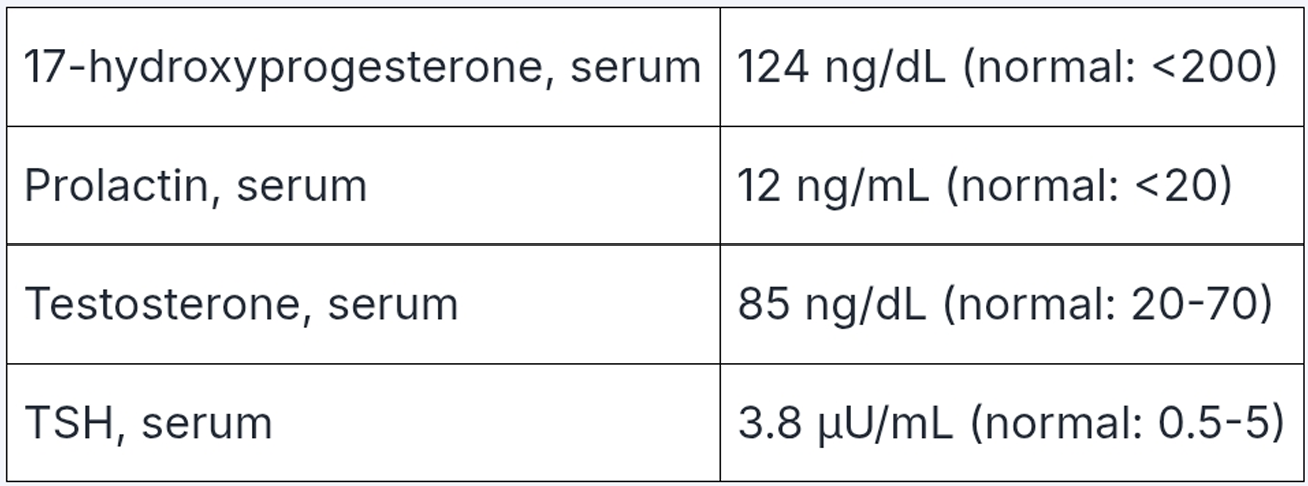 17-hydroxyprogesterone, serum 124 ng/dL (normal: <200)
Prolactin, serum 12 ng/mL (normal: <20)
Testosterone, serum 85 ng/dL (normal: 20-70)
TSH, serum 3.8 μU/mL (normal: 0.5-5)